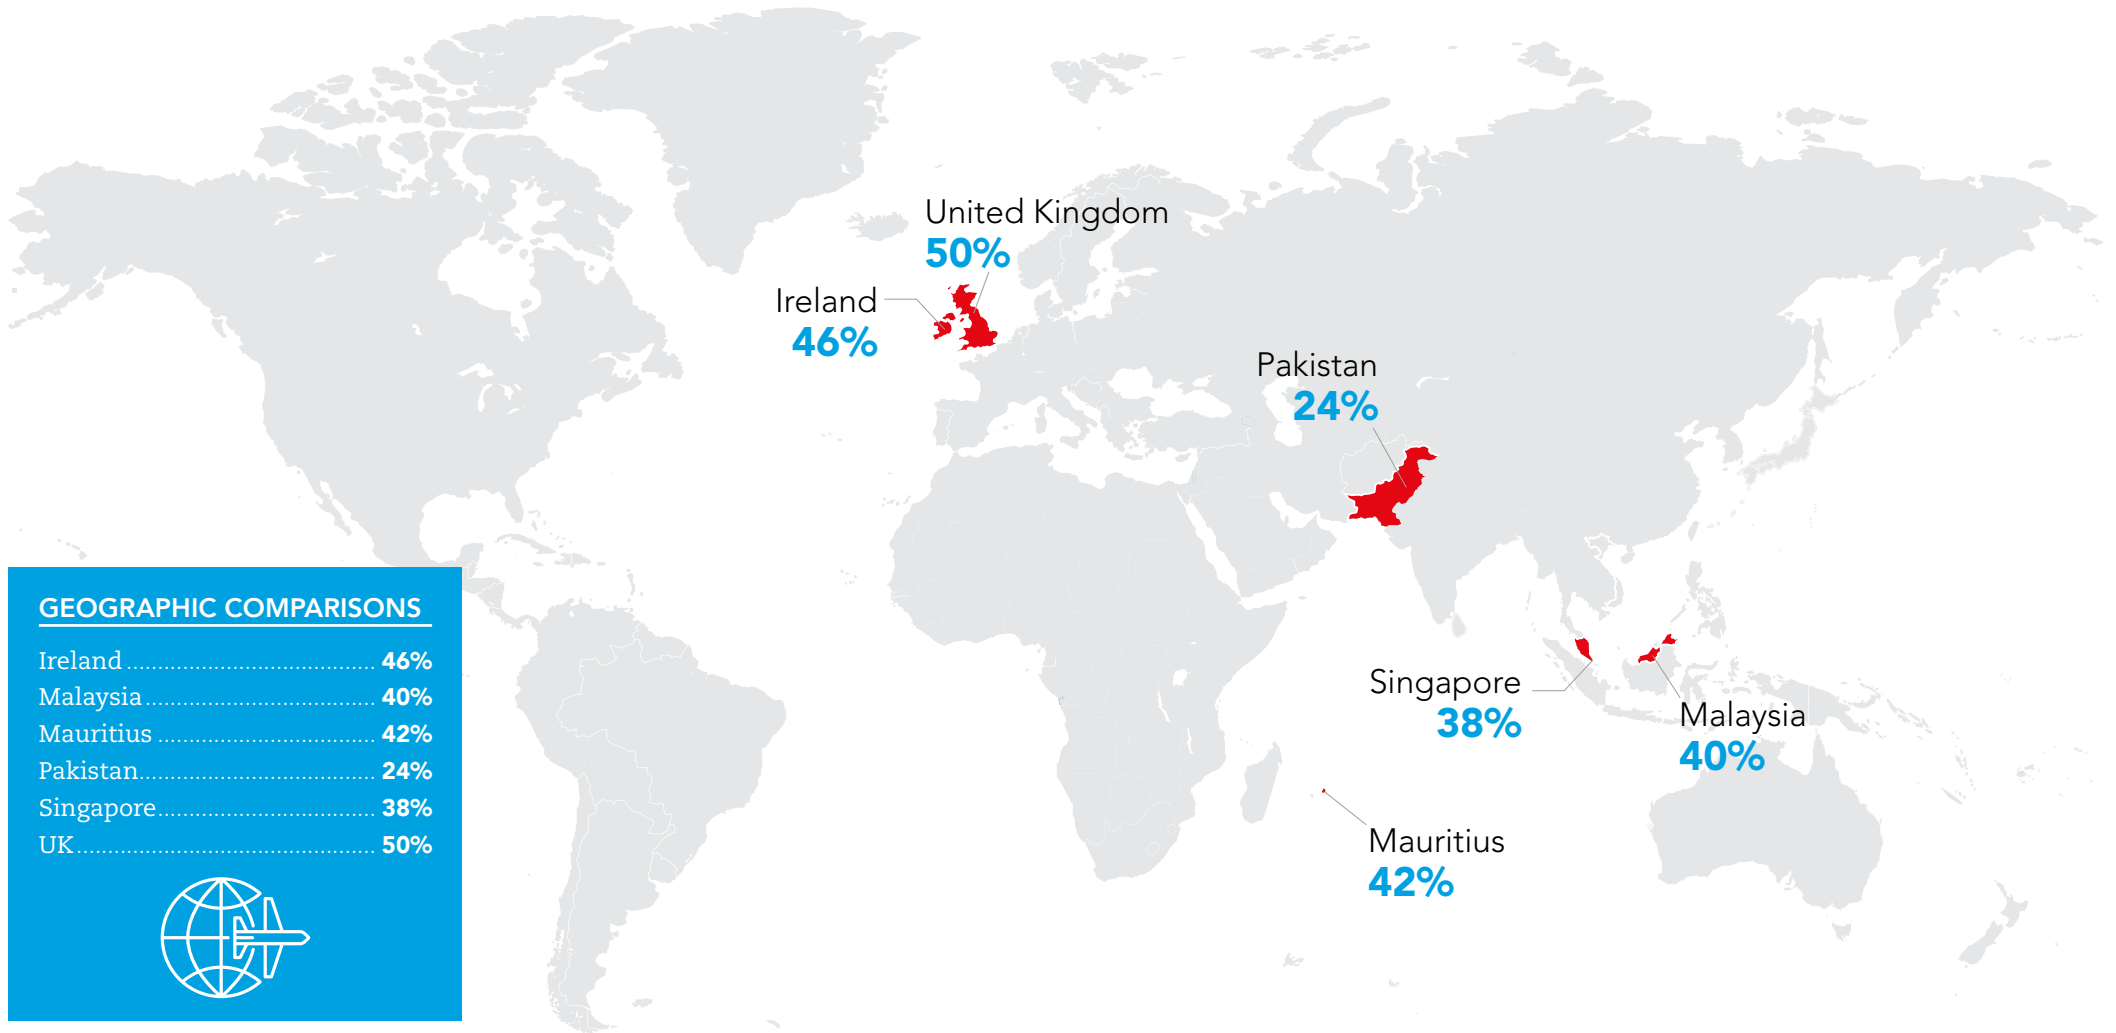 United Kingdom
50%
Ireland
46%
Pakistan
24%
Singapore
38%
Malaysia
40%
Mauritius
42%
GEOGRAPHIC COMPARISONS
Ireland ........................................ 46%
Malaysia ..................................... 40%
Mauritius ................................... 42%
Pakistan...................................... 24%
Singapore................................... 38%
UK................................................ 50%